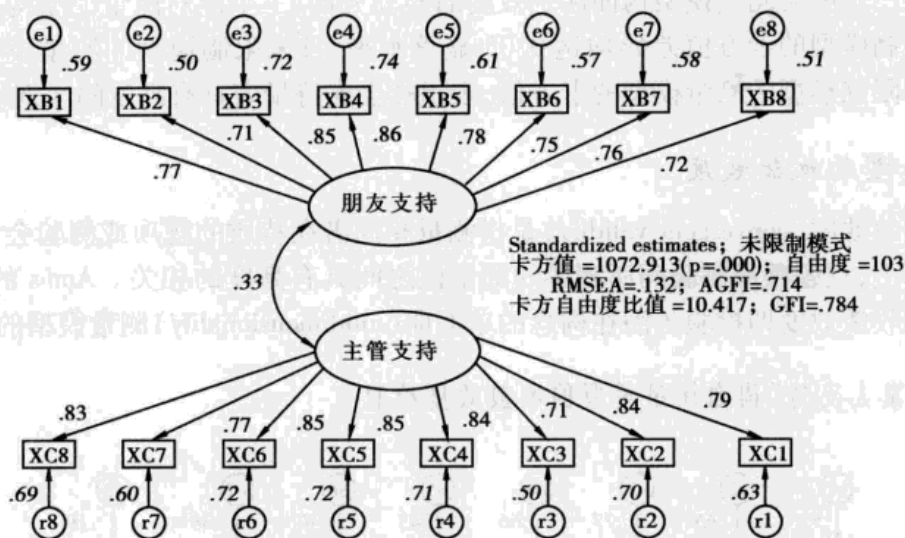 e1 e2 e3 e4 e5 e6 e7 e8
.59 .50 .72 .74 .61 .57 .58 .51
XB1 XB2 XB3 XB4 XB5 XB6 XB7 XB8
.77 .71 .85 .86 .78 .75 .76 .72
朋友支持
Standardized estimates; 未限制模式
卡方值=1072.913(p=.000); 自由度=103
RMSEA=.132; AGFI=.714
卡方自由度比值=10.417; GFI=.784
.33
主管支持
.83 .77 .85 .85 .84 .71 .84 .79
XC8 XC7 XC6 XC5 XC4 XC3 XC2 XC1
.69 .60 .72 .72 .71 .50 .70 .63
r8 r7 r6 r5 r4 r3 r2 r1